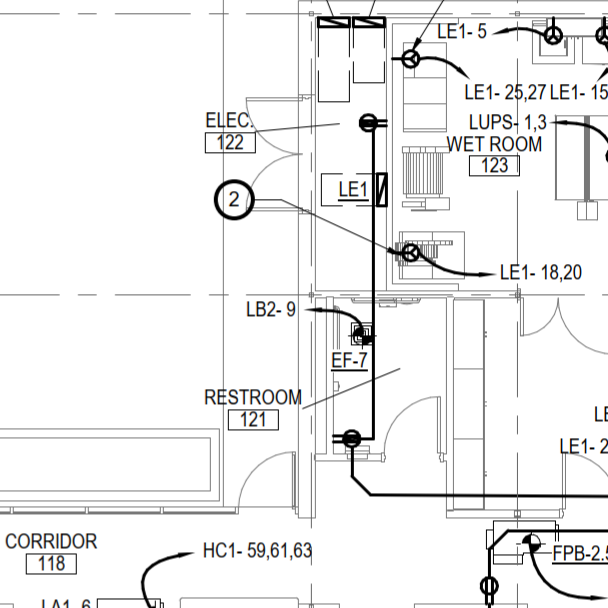 LE1- 5
LE1- 25,27
LE1- 15
ELEC.
122
LUPS- 1,3
WET ROOM
123
LE1
2
LE1- 18,20
LB2- 9
EF-7
RESTROOM
121
LE1- 2
CORRIDOR
118
HC1- 59,61,63
FPB-2.5
LA1- 6